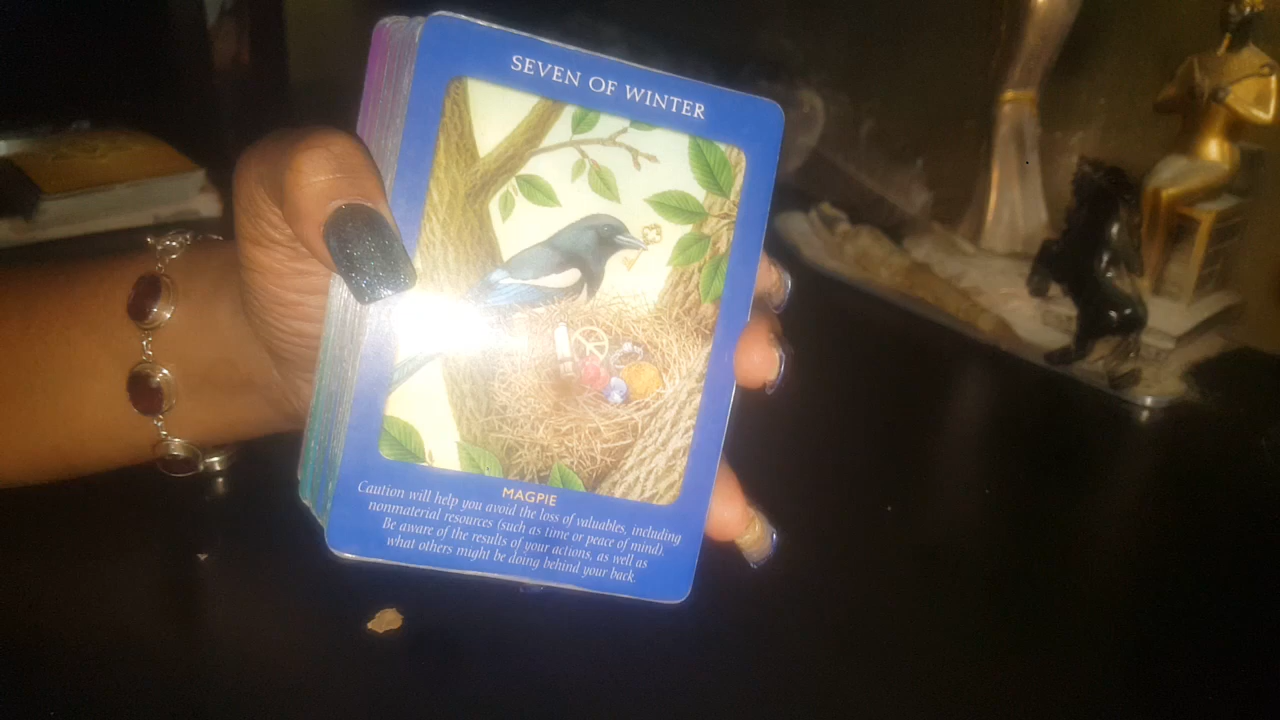 SEVEN OF WINTER
MAGPIE
Caution will help you avoid the loss of valuables, including
nonmaterial resources (such as time or peace of mind).
Be aware of the results of your actions, as well as
what others might be doing behind your back.